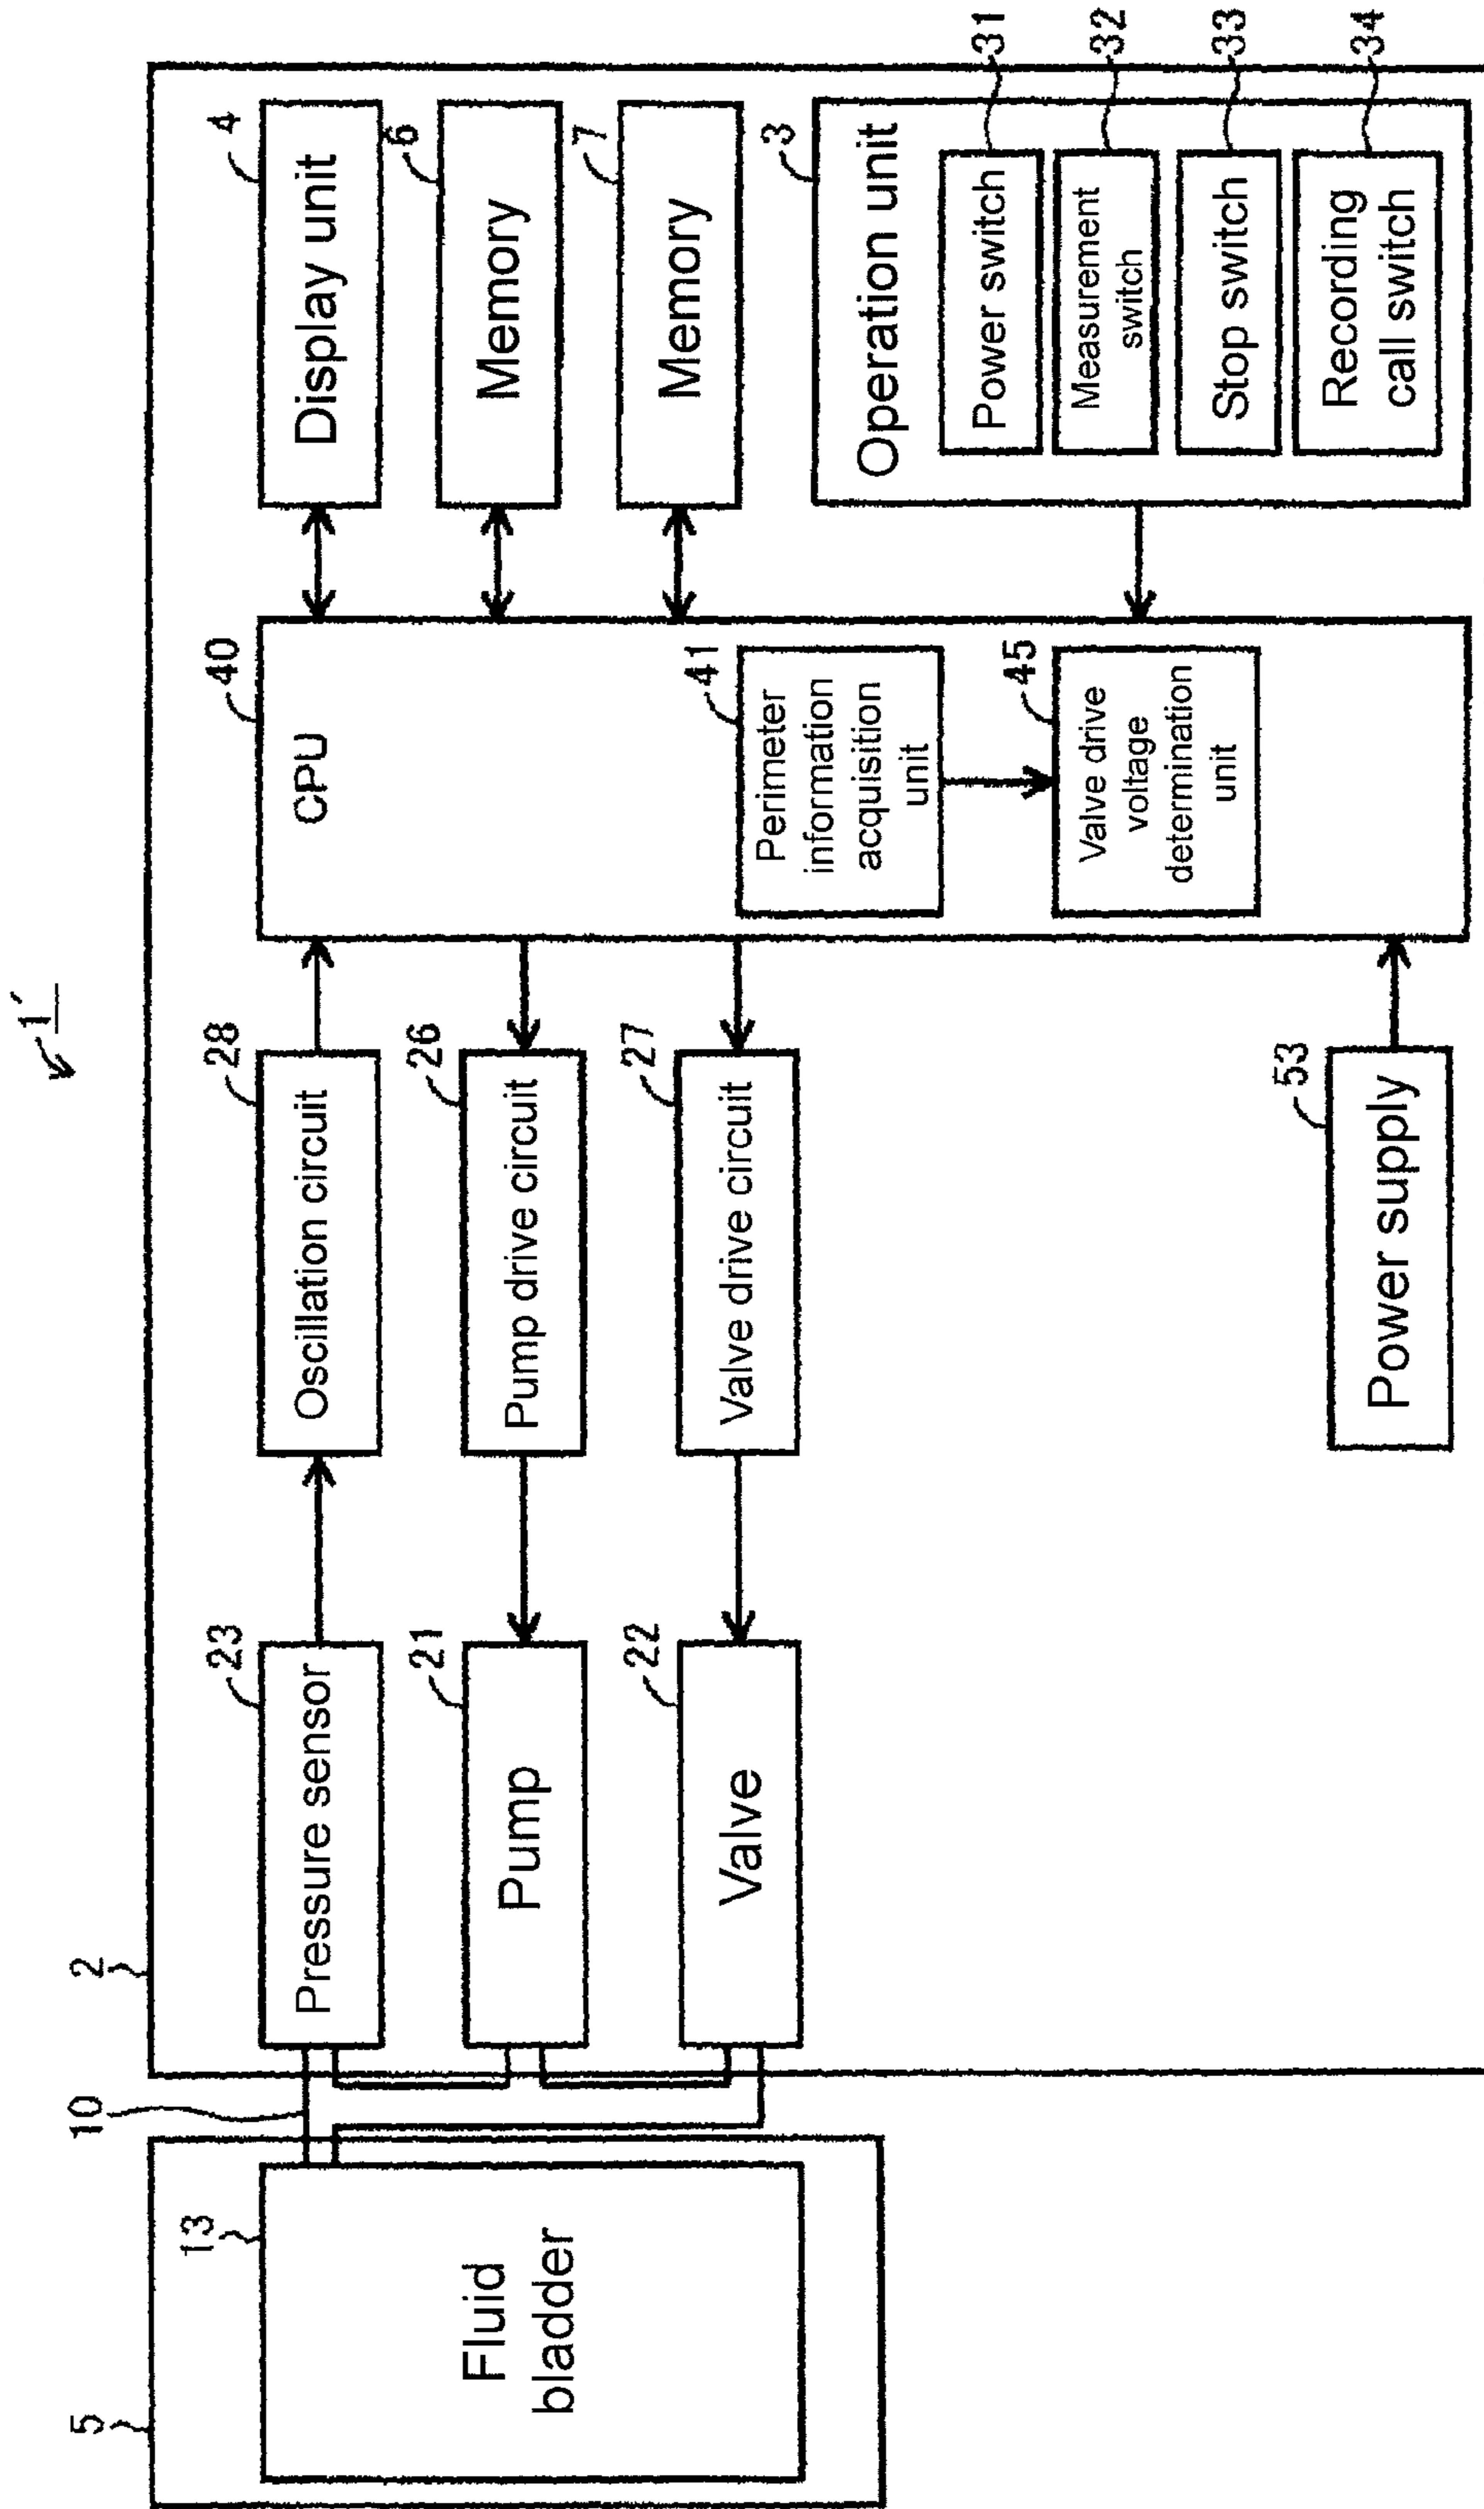 1′
5
13
Fluid
bladder
10
2
23
Pressure sensor
21
Pump
22
Valve
28
Oscillation circuit
26
Pump drive circuit
27
Valve drive circuit
53
Power supply
40
CPU
41
Perimeter
information
acquisition
unit
45
Valve drive
voltage
determination
unit
4
Display unit
6
Memory
7
Memory
3
Operation unit
Power switch
31
Measurement
switch
32
Stop switch
33
Recording
call switch
34